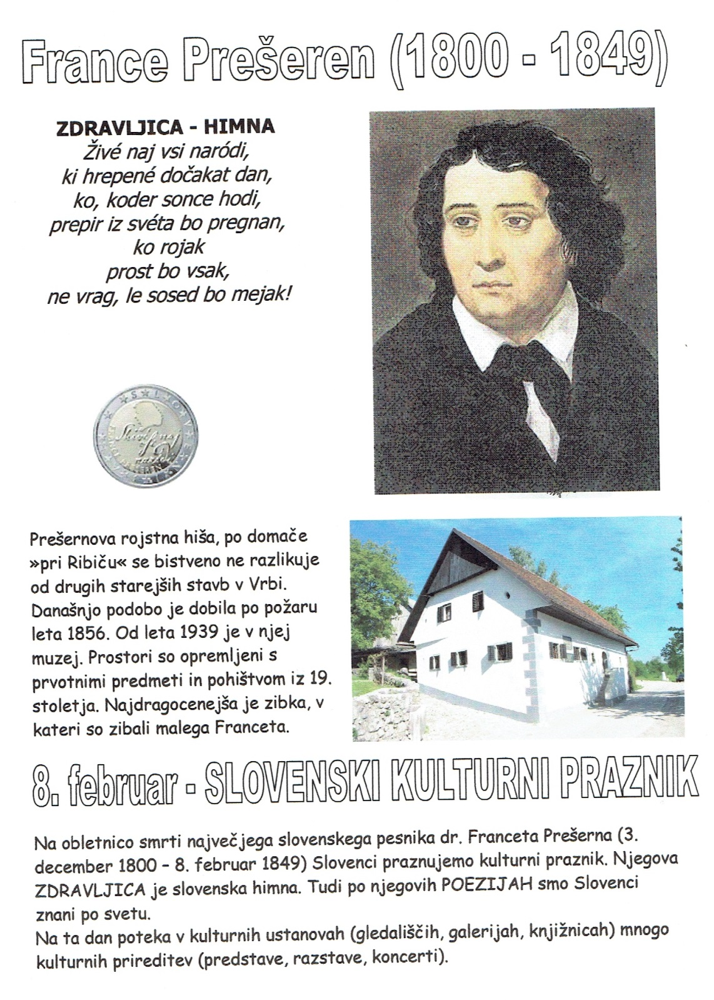 France Prešeren (1800 - 1849)
ZDRAVLJICA - HIMNA
Živé naj vsi naródi,
ki hrepené dočakat dan,
ko, koder sonce hodi,
prepir iz svéta bo pregnan,
ko rojak
prost bo vsak,
ne vrag, le sosed bo mejak!
Prešernova rojstna hiša, po domače
»pri Ribiču« se bistveno ne razlikuje
od drugih starejših stavb v Vrbi.
Današnjo podobo je dobila po požaru
leta 1856. Od leta 1939 je v njej
muzej. Prostori so opremljeni s
prvotnimi predmeti in pohištvom iz 19.
stoletja. Najdragocenejša je zibka, v
kateri so zibali malega Franceta.
8. februar - SLOVENSKI KULTURNI PRAZNIK
Na obletnico smrti največjega slovenskega pesnika dr. Franceta Prešerna (3.
december 1800 – 8. februar 1849) Slovenci praznujemo kulturni praznik. Njegova
ZDRAVLJICA je slovenska himna. Tudi po njegovih POEZIJAH smo Slovenci
znani po svetu.
Na ta dan poteka v kulturnih ustanovah (gledališčih, galerijah, knjižnicah) mnogo
kulturnih prireditev (predstave, razstave, koncerti).